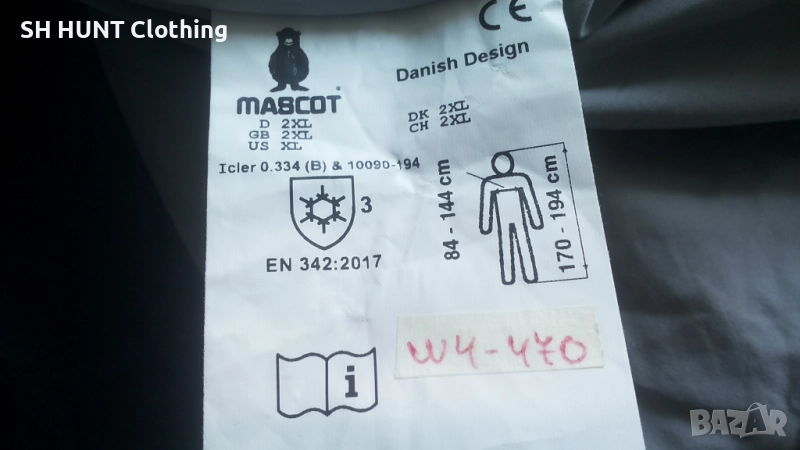 SH HUNT Clothing
CE
Danish Design
MASCOT
D 2XL
GB 2XL
US XL
DK 2XL
CH 2XL
Icler 0.334 (B) & 10090-194
3
EN 342:2017
84 - 144 cm
170 - 194 cm
i
W4-470
BAZAR